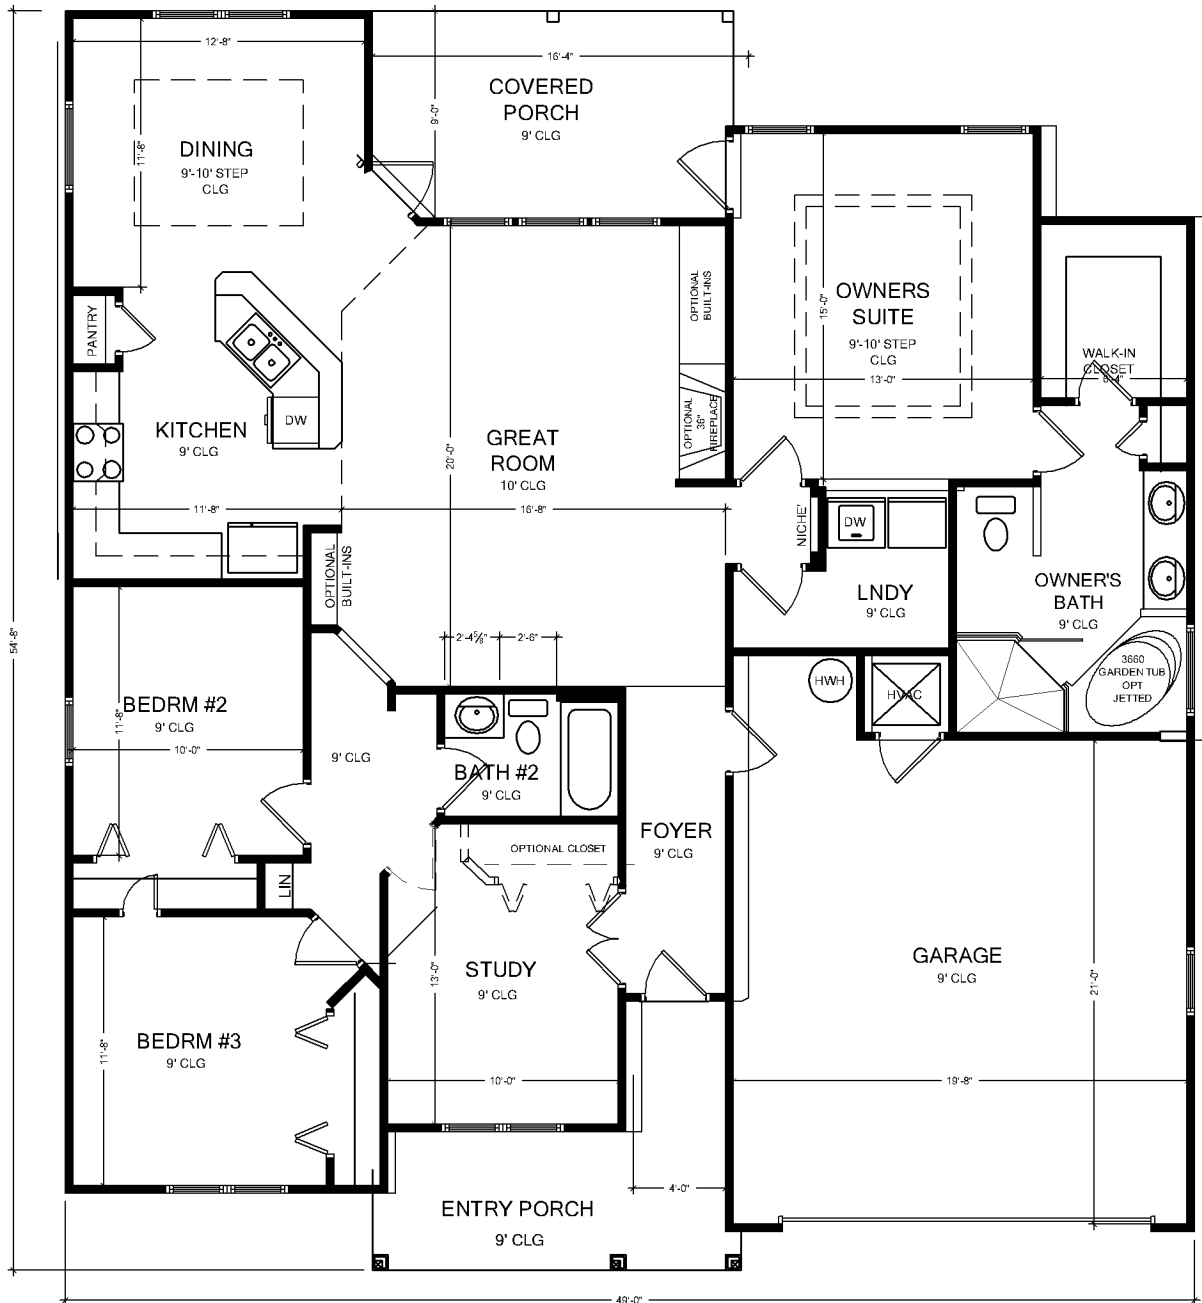 12'-8"
16'-4"
COVERED
PORCH
9' CLG
9'-0"
DINING
9'-10' STEP
CLG
11'-8"
OPTIONAL
BUILT-INS
OWNERS
SUITE
9'-10' STEP
CLG
15'-0"
13'-0"
PANTRY
WALK-IN
CLOSET
6'-4"
KITCHEN
9' CLG
DW
GREAT
ROOM
10' CLG
20'-0"
OPTIONAL
36"
FIREPLACE
11'-8"
16'-8"
NICHE'
DW
LNDY
9' CLG
OWNER'S
BATH
9' CLG
OPTIONAL
BUILT-INS
2'-6"
54'-8"
3660
GARDEN TUB
OPT
JETTED
HWH
HVAC
BEDRM #2
9' CLG
11'-8"
10'-0"
9' CLG
BATH #2
9' CLG
FOYER
9' CLG
OPTIONAL CLOSET
LIN
STUDY
9' CLG
13'-0"
10'-0"
GARAGE
9' CLG
21'-0"
19'-8"
BEDRM #3
9' CLG
11'-8"
4'-0"
ENTRY PORCH
9' CLG
49'-0"